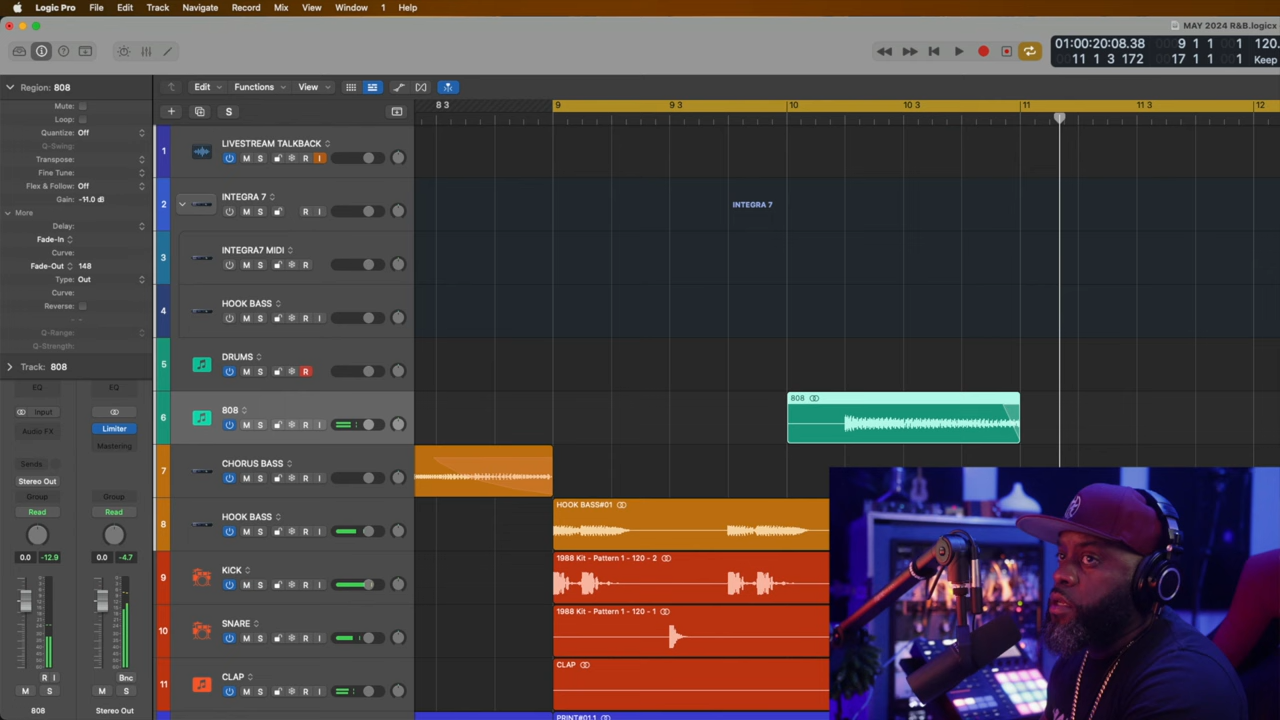 Logic Pro File Edit Track Navigate Record Mix View Window 1 Help
MAY 2024 R&B.logicx
01:00:20:08.38 009 1 1 001 120.
0011 1 3 172 0017 1 1 001 Keep
Region: 808 Edit Functions View
Mute:
Loop:
Quantize: Off
Q-Swing:
Transpose:
Fine Tune:
Flex & Follow: Off
Gain: -11.0 dB
More
Delay:
Fade-In
Curve:
Fade-Out 148
Type: Out
Curve:
Reverse:
Q-Range:
Q-Strength:
Track: 808
EQ EQ
Input
Audio FX Limiter
Mastering
Sends
Stereo Out
Group Group
Read Read
0.0 -12.9 0.0 -4.7
R I Bnc
M S M S
808 Stereo Out
S
8 3 9 9 3 10 10 3 11 11 3 12
1 LIVESTREAM TALKBACK
M S R I
2 INTEGRA 7
M S R I
INTEGRA 7
3 INTEGRA7 MIDI
M S R
4 HOOK BASS
M S R I
5 DRUMS
M S R
6 808
M S R I
808
7 CHORUS BASS
M S R I
8 HOOK BASS
M S R I
HOOK BASS#01
9 KICK
M S R I
1988 Kit - Pattern 1 - 120 - 2
10 SNARE
M S R I
1988 Kit - Pattern 1 - 120 - 1
11 CLAP
M S R I
CLAP
PRINT#01.1